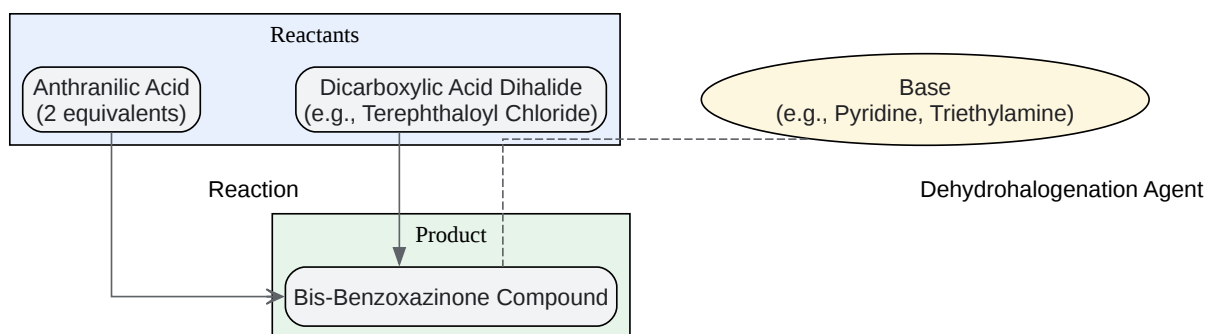 Reactants
Anthranilic Acid
(2 equivalents)
Dicarboxylic Acid Dihalide
(e.g., Terephthaloyl Chloride)
Base
(e.g., Pyridine, Triethylamine)
Reaction
Dehydrohalogenation Agent
Product
Bis-Benzoxazinone Compound